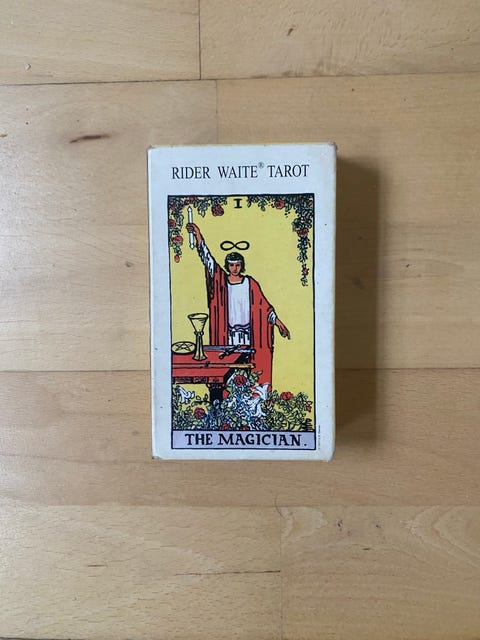 RIDER WAITE® TAROT
I
THE MAGICIAN.